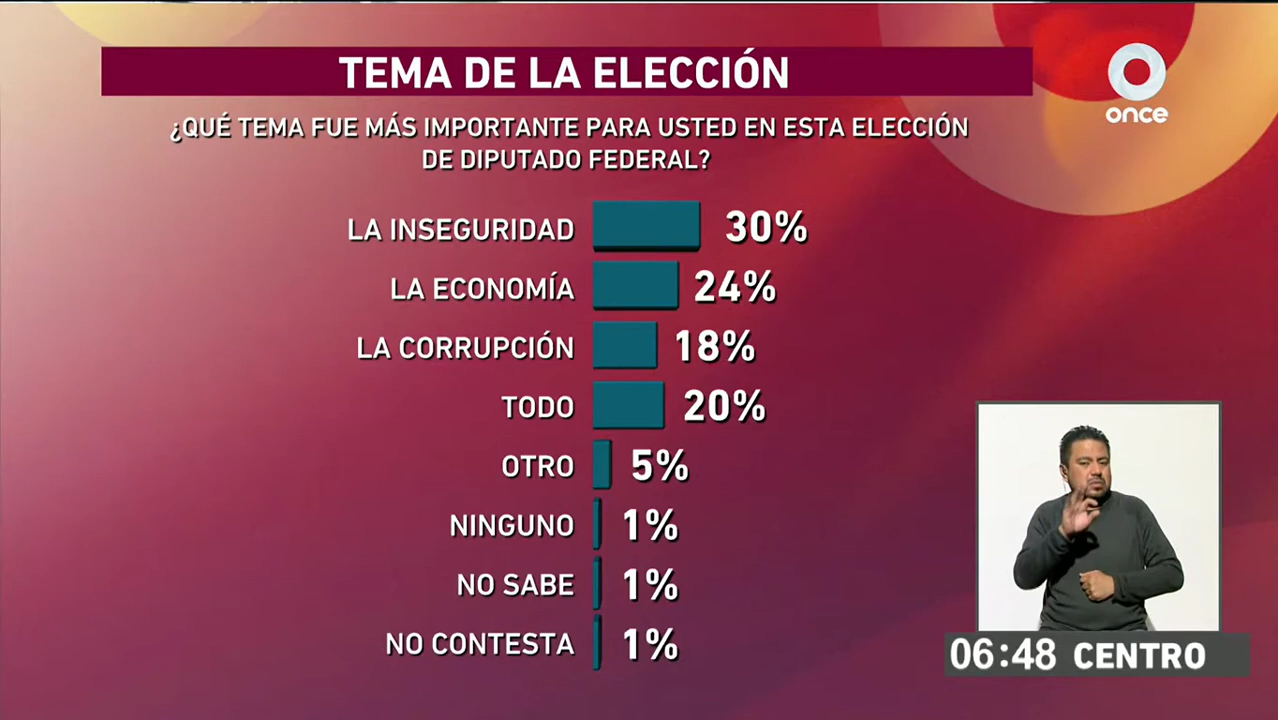 TEMA DE LA ELECCIÓN
once
¿QUÉ TEMA FUE MÁS IMPORTANTE PARA USTED EN ESTA ELECCIÓN
DE DIPUTADO FEDERAL?
LA INSEGURIDAD 30%
LA ECONOMÍA 24%
LA CORRUPCIÓN 18%
TODO 20%
OTRO 5%
NINGUNO 1%
NO SABE 1%
NO CONTESTA 1%
06:48 CENTRO